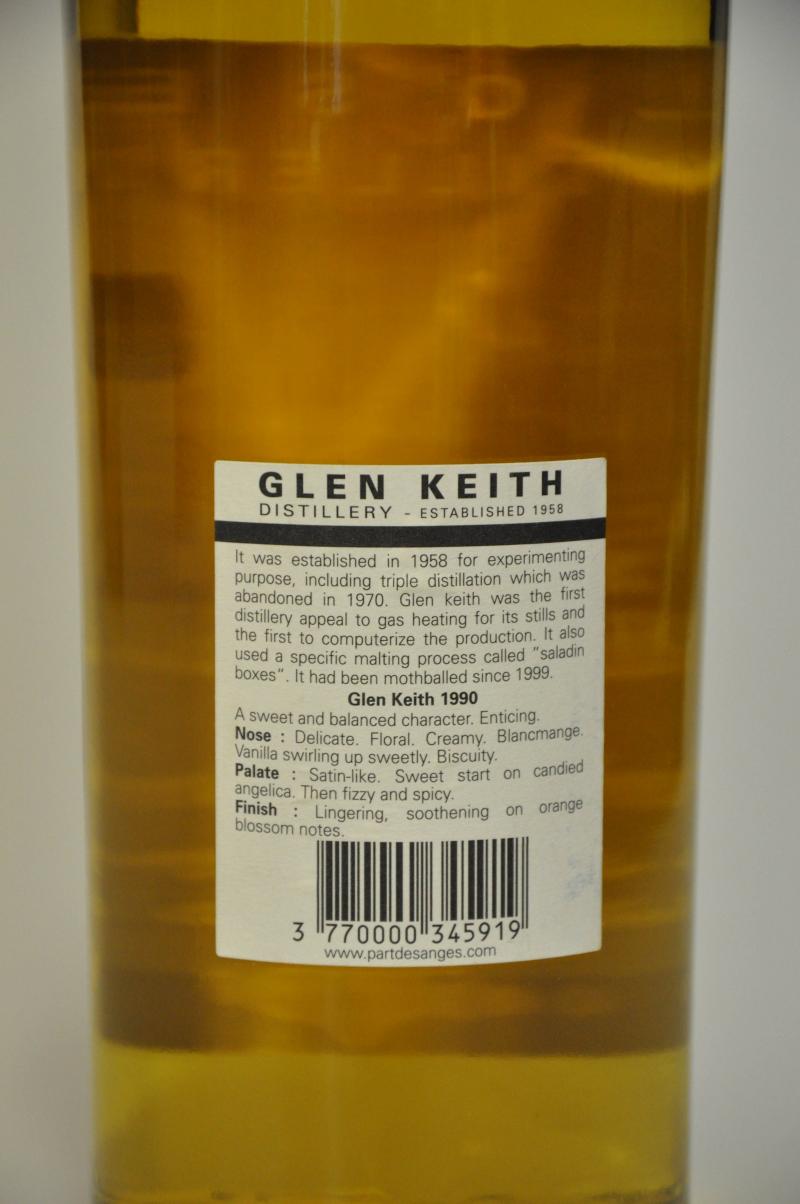 GLEN KEITH
DISTILLERY - ESTABLISHED 1958
It was established in 1958 for experimenting
purpose, including triple distillation which was
abandoned in 1970. Glen keith was the first
distillery appeal to gas heating for its stills and
the first to computerize the production. It also
used a specific malting process called "saladin
boxes". It had been mothballed since 1999.
Glen Keith 1990
A sweet and balanced character. Enticing.
Nose : Delicate. Floral. Creamy. Blancmange.
Vanilla swirling up sweetly. Biscuity.
Palate : Satin-like. Sweet start on candied
angelica. Then fizzy and spicy.
Finish : Lingering, soothening on orange
blossom notes.
3 770000 345919
www.partdesanges.com